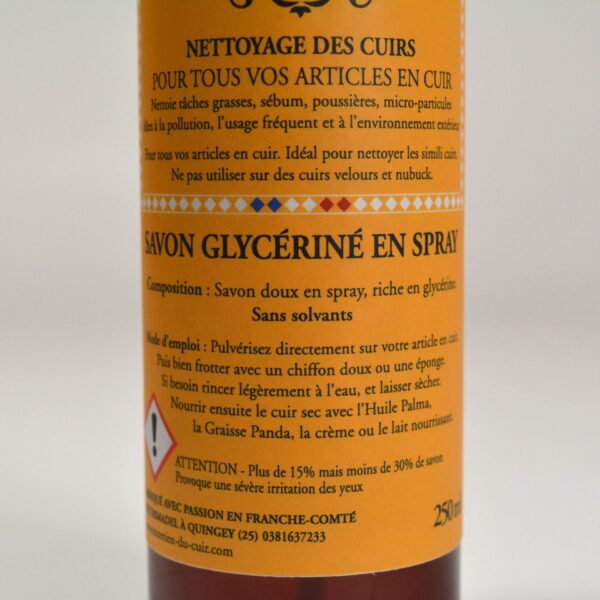 NETTOYAGE DES CUIRS
POUR TOUS VOS ARTICLES EN CUIR
Nettoie tâches grasses, sébum, poussières, micro-particules
à la pollution, l'usage fréquent et à l'environnement extérieur
Pour tous vos articles en cuir. Idéal pour nettoyer les simili cuirs.
Ne pas utiliser sur des cuirs velours et nubuck.
SAVON GLYCÉRINÉ EN SPRAY
Composition : Savon doux en spray, riche en glycérine.
Sans solvants
Mode d'emploi : Pulvérisez directement sur votre article en cuir.
Puis bien frotter avec un chiffon doux ou une éponge.
Si besoin rincer légèrement à l'eau, et laisser sècher.
Nourrir ensuite le cuir sec avec l'Huile Palma,
la Graisse Panda, la crème ou le lait nourrissant.
!
ATTENTION - Plus de 15% mais moins de 30% de savon
Provoque une sévère irritation des yeux
AVEC PASSION EN FRANCHE-COMTÉ
À QUINGEY (25) 0381637233
250 ml